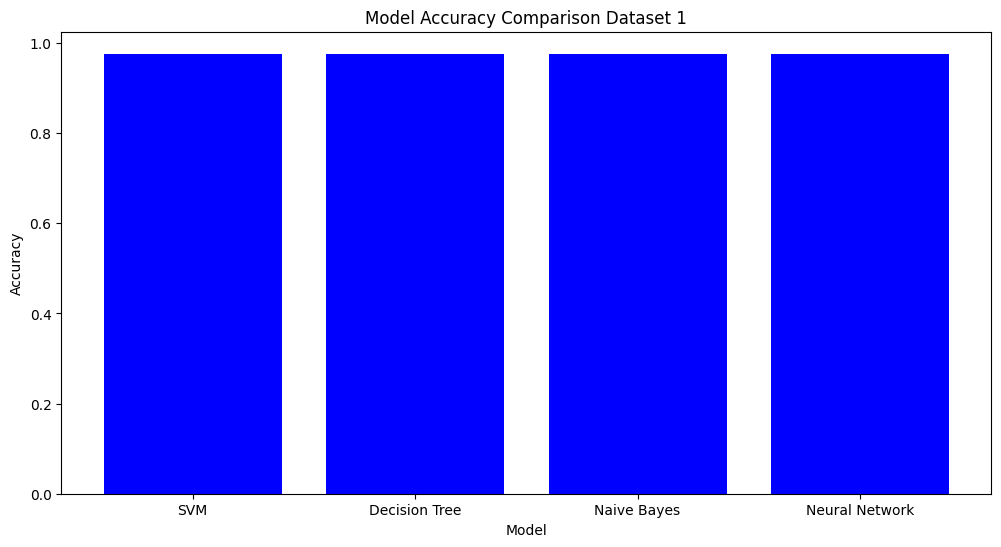 Model Accuracy Comparison Dataset 1
1.0
0.8
0.6
0.4
0.2
0.0
Accuracy
SVM Decision Tree Naive Bayes Neural Network
Model